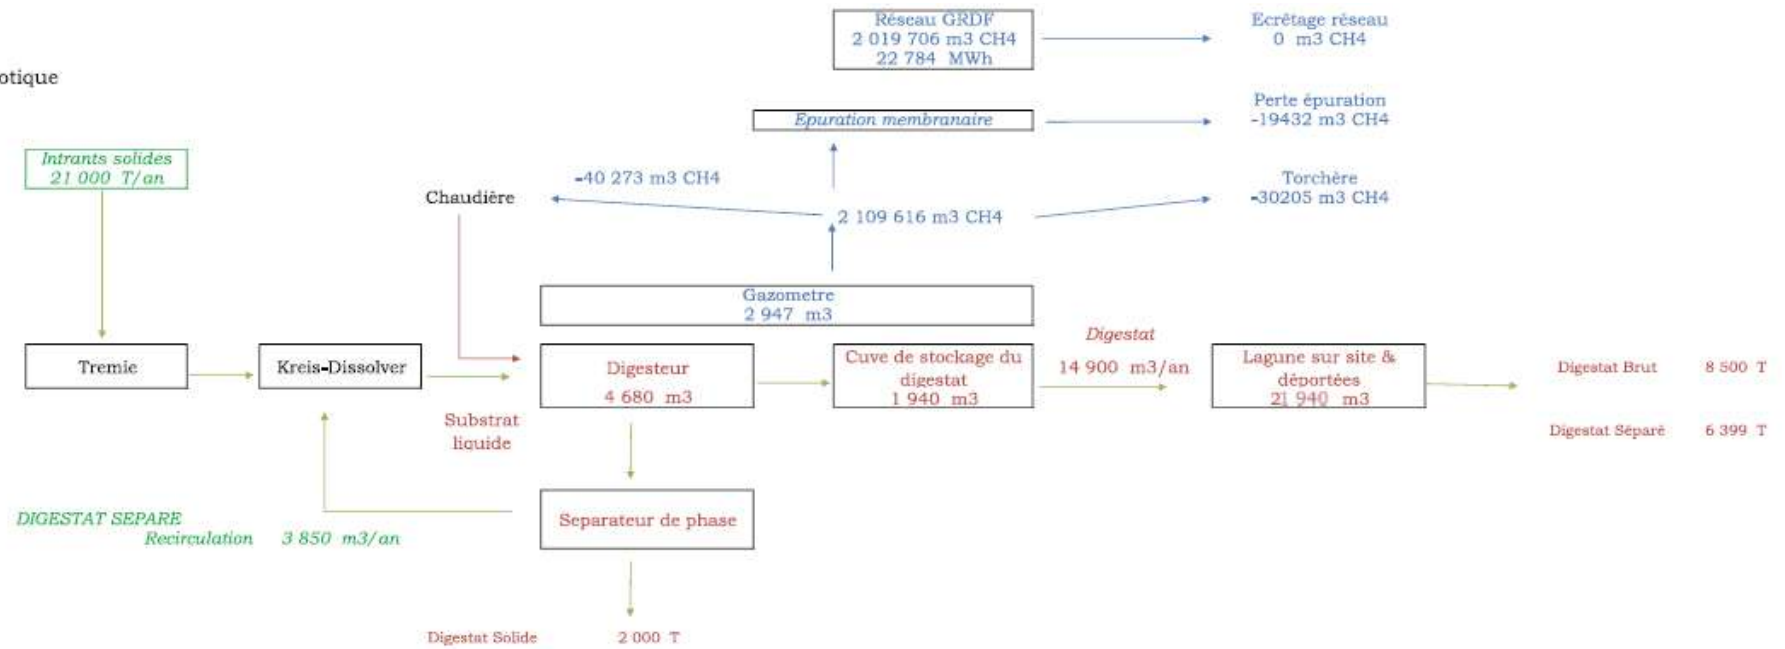 Réseau GRDF
2 019 706 m3 CH4
22 784 MWh
Ecrêtage réseau
0 m3 CH4
otique
Epuration membranaire
Perte épuration
-19432 m3 CH4
Intrants solides
21 000 T/an
-40 273 m3 CH4
Chaudière
2 109 616 m3 CH4
Torchère
-30205 m3 CH4
Gazometre
2 947 m3
Tremie
Kreis-Dissolver
Substrat
liquide
Digesteur
4 680 m3
Cuve de stockage du
digestat
1 940 m3
Digestat
14 900 m3/an
Lagune sur site &
déportées
21 940 m3
Digestat Brut 8 500 T
Digestat Séparé 6 399 T
DIGESTAT SEPARE
Recirculation 3 850 m3/an
Separateur de phase
Digestat Solide 2 000 T